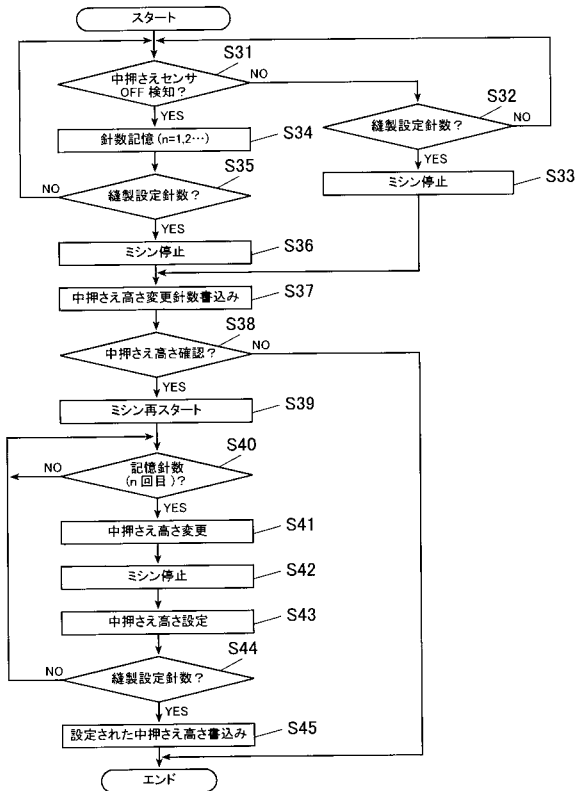 スタート
S31
中押さえセンサ
OFF 検知？
NO
YES
S32
縫製設定針数？
NO
YES
S34
針数記憶 (n=1,2…)
S33
ミシン停止
S35
縫製設定針数？
NO
YES
S36
ミシン停止
S37
中押さえ高さ変更針数書込み
S38
中押さえ高さ確認？
NO
YES
S39
ミシン再スタート
S40
記憶針数
(n 回目)？
NO
YES
S41
中押さえ高さ変更
S42
ミシン停止
S43
中押さえ高さ設定
S44
縫製設定針数？
NO
YES
S45
設定された中押さえ高さ書込み
エンド